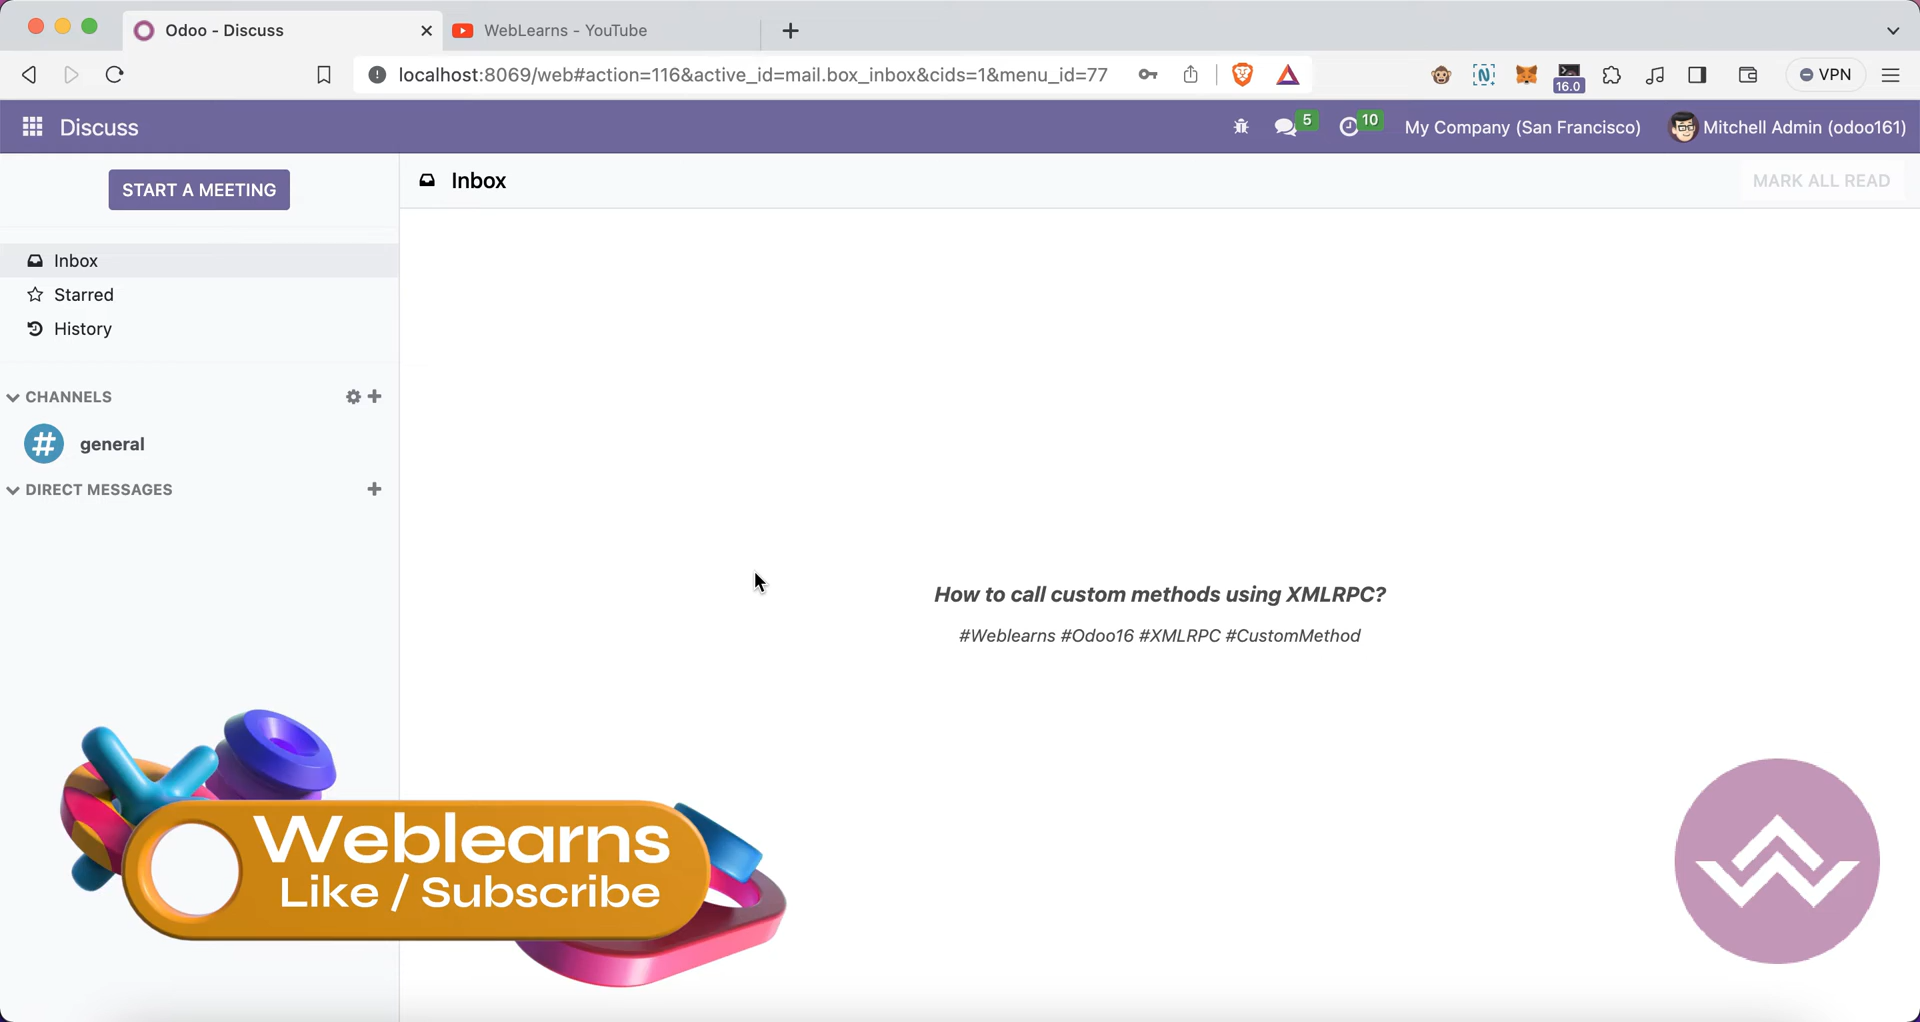 Odoo - Discuss
WebLearns - YouTube
localhost:8069/web#action=116&active_id=mail.box_inbox&cids=1&menu_id=77
16.0
VPN
Discuss
5
10
My Company (San Francisco)
Mitchell Admin (odoo161)
START A MEETING
Inbox
MARK ALL READ
Inbox
Starred
History
CHANNELS
# general
DIRECT MESSAGES
How to call custom methods using XMLRPC?
#Weblearns #Odoo16 #XMLRPC #CustomMethod
Weblearns
Like / Subscribe